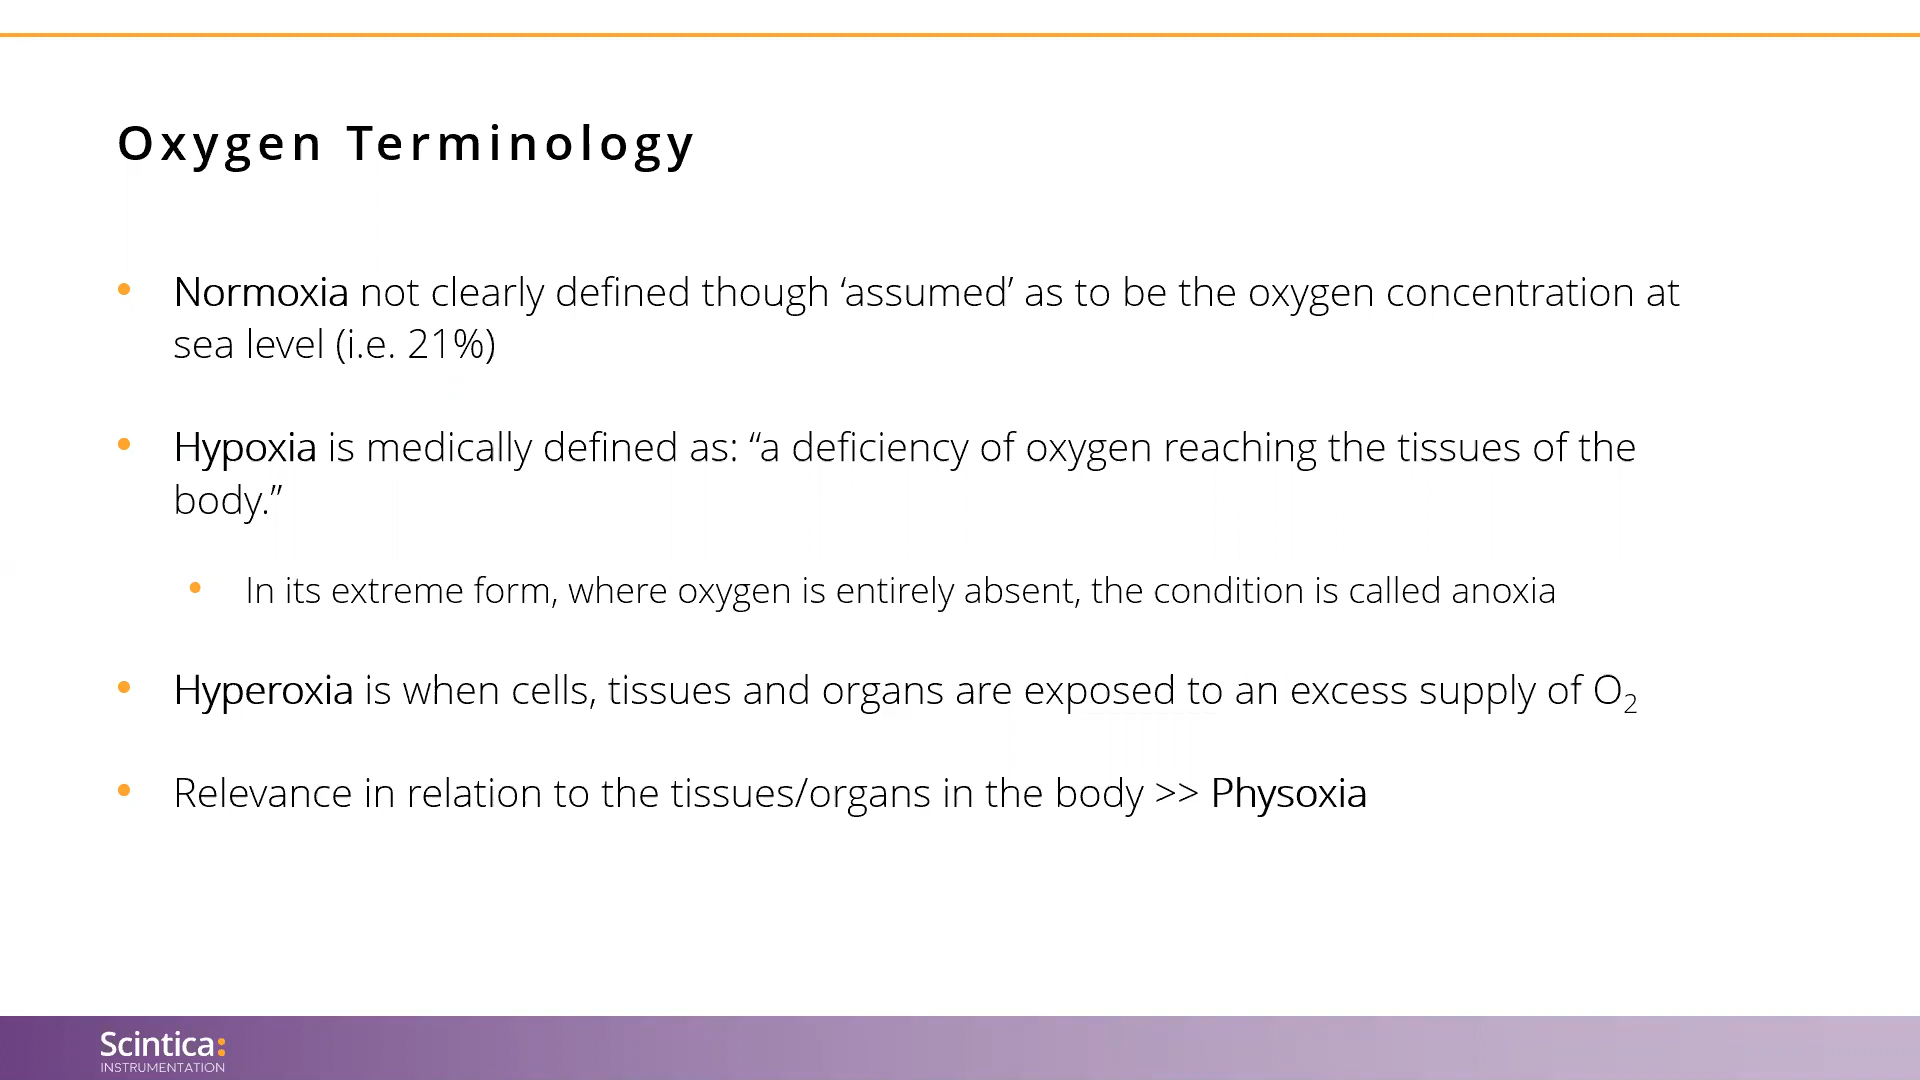 Oxygen Terminology
• Normoxia not clearly defined though ‘assumed’ as to be the oxygen concentration at
sea level (i.e. 21%)
• Hypoxia is medically defined as: “a deficiency of oxygen reaching the tissues of the
body.”
• In its extreme form, where oxygen is entirely absent, the condition is called anoxia
• Hyperoxia is when cells, tissues and organs are exposed to an excess supply of O₂
• Relevance in relation to the tissues/organs in the body >> Physoxia
Scintica:
INSTRUMENTATION